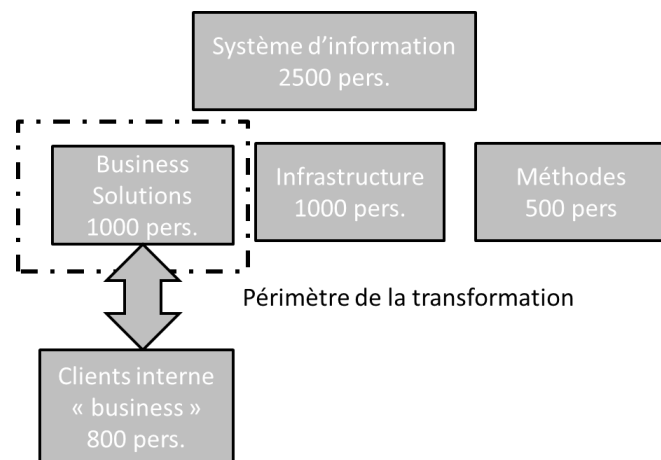 Système d’information
2500 pers.
Business
Solutions
1000 pers.
Infrastructure
1000 pers.
Méthodes
500 pers
Périmètre de la transformation
Clients interne
« business »
800 pers.